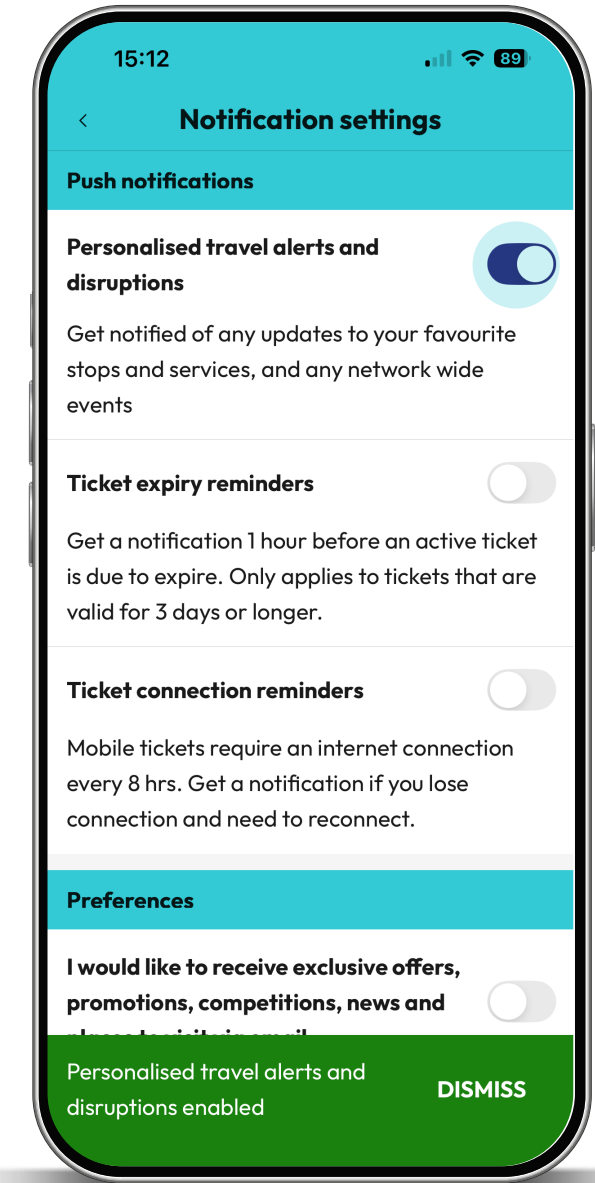 15:12
89
Notification settings
Push notifications
Personalised travel alerts and
disruptions
Get notified of any updates to your favourite
stops and services, and any network wide
events
Ticket expiry reminders
Get a notification 1 hour before an active ticket
is due to expire. Only applies to tickets that are
valid for 3 days or longer.
Ticket connection reminders
Mobile tickets require an internet connection
every 8 hrs. Get a notification if you lose
connection and need to reconnect.
Preferences
I would like to receive exclusive offers,
promotions, competitions, news and
places to visit via email
Personalised travel alerts and
disruptions enabled
DISMISS